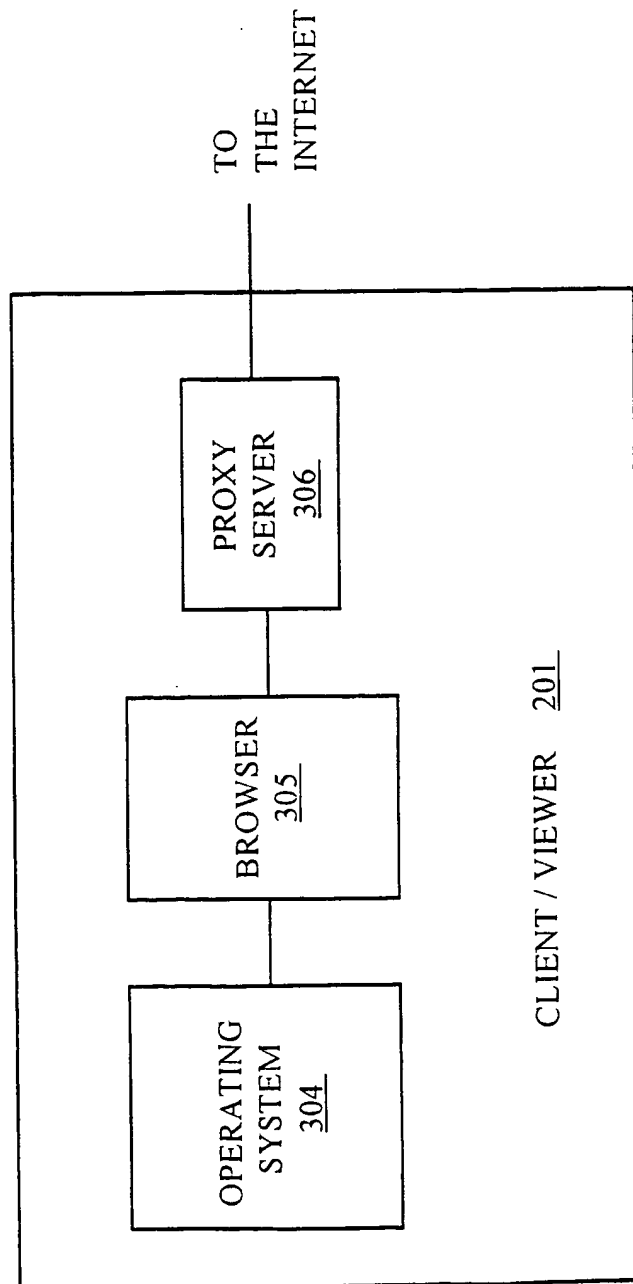 OPERATING
SYSTEM
304
BROWSER
305
PROXY
SERVER
306
TO
THE
INTERNET
CLIENT / VIEWER 201